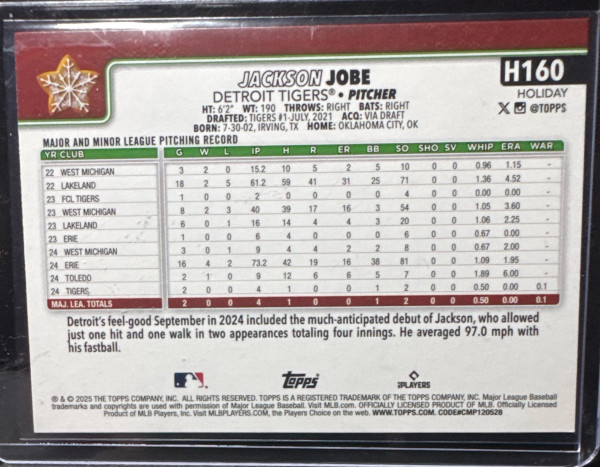 JACKSON JOBE
DETROIT TIGERS® • PITCHER
HT: 6'2" WT: 190 THROWS: RIGHT BATS: RIGHT
DRAFTED: TIGERS #1-JULY, 2021 ACQ: VIA DRAFT
BORN: 7-30-02, IRVING, TX HOME: OKLAHOMA CITY, OK
H160
HOLIDAY
X @TOPPS
MAJOR AND MINOR LEAGUE PITCHING RECORD
YR CLUB G W L IP H R ER BB SO SHO SV WHIP ERA WAR
22 WEST MICHIGAN 3 2 0 15.2 10 5 2 5 10 0 0 0.96 1.15 -
22 LAKELAND 18 2 5 61.2 59 41 31 25 71 0 0 1.36 4.52 -
23 FCL TIGERS 1 0 0 2 0 0 0 0 4 0 0 0.00 0.00 -
23 WEST MICHIGAN 8 2 3 40 39 17 16 3 54 0 0 1.05 3.60 -
23 LAKELAND 6 0 1 16 14 4 4 3 20 0 0 1.06 2.25 -
23 ERIE 1 0 0 6 4 0 0 0 6 0 0 0.67 0.00 -
24 WEST MICHIGAN 3 0 1 9 4 4 2 2 8 0 0 0.67 2.00 -
24 ERIE 16 4 2 73.2 42 19 16 38 81 0 0 1.09 1.95 -
24 TOLEDO 2 1 0 9 12 6 6 5 7 0 0 1.89 6.00 -
24 TIGERS 2 0 0 4 1 0 0 1 2 0 0 0.50 0.00 0.1
MAJ. LEA. TOTALS 2 0 0 4 1 0 0 1 2 0 0 0.50 0.00 0.1
Detroit's feel-good September in 2024 included the much-anticipated debut of Jackson, who allowed
just one hit and one walk in two appearances totaling four innings. He averaged 97.0 mph with
his fastball.
topps
PLAYERS
® & © 2025 THE TOPPS COMPANY, INC. ALL RIGHTS RESERVED. TOPPS IS A REGISTERED TRADEMARK OF THE TOPPS COMPANY, INC. Major League Baseball
trademarks and copyrights are used with permission of Major League Baseball. Visit MLB.com. OFFICIALLY LICENSED PRODUCT OF MLB. Officially Licensed
Product of MLB Players, Inc. Visit MLBPLAYERS.COM, the Players Choice on the web. WWW.TOPPS.COM. CODE#CMP120528